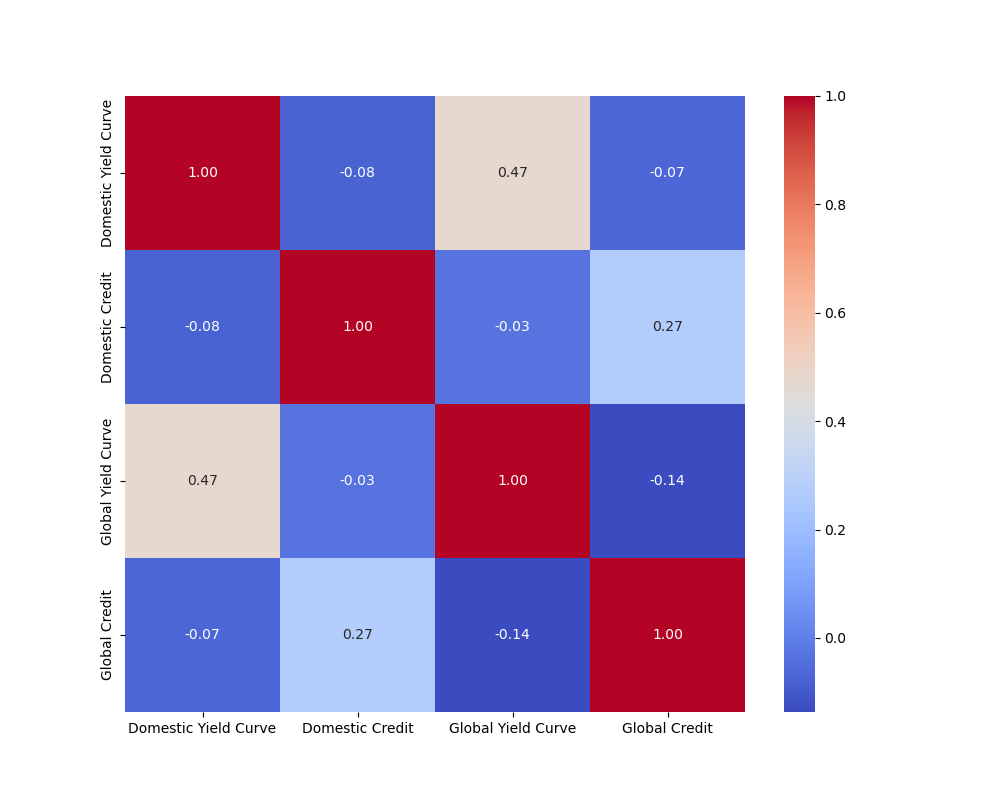 Domestic Yield Curve 1.00 -0.08 0.47 -0.07
Domestic Credit -0.08 1.00 -0.03 0.27
Global Yield Curve 0.47 -0.03 1.00 -0.14
Global Credit -0.07 0.27 -0.14 1.00
Domestic Yield Curve Domestic Credit Global Yield Curve Global Credit
1.0
0.8
0.6
0.4
0.2
0.0